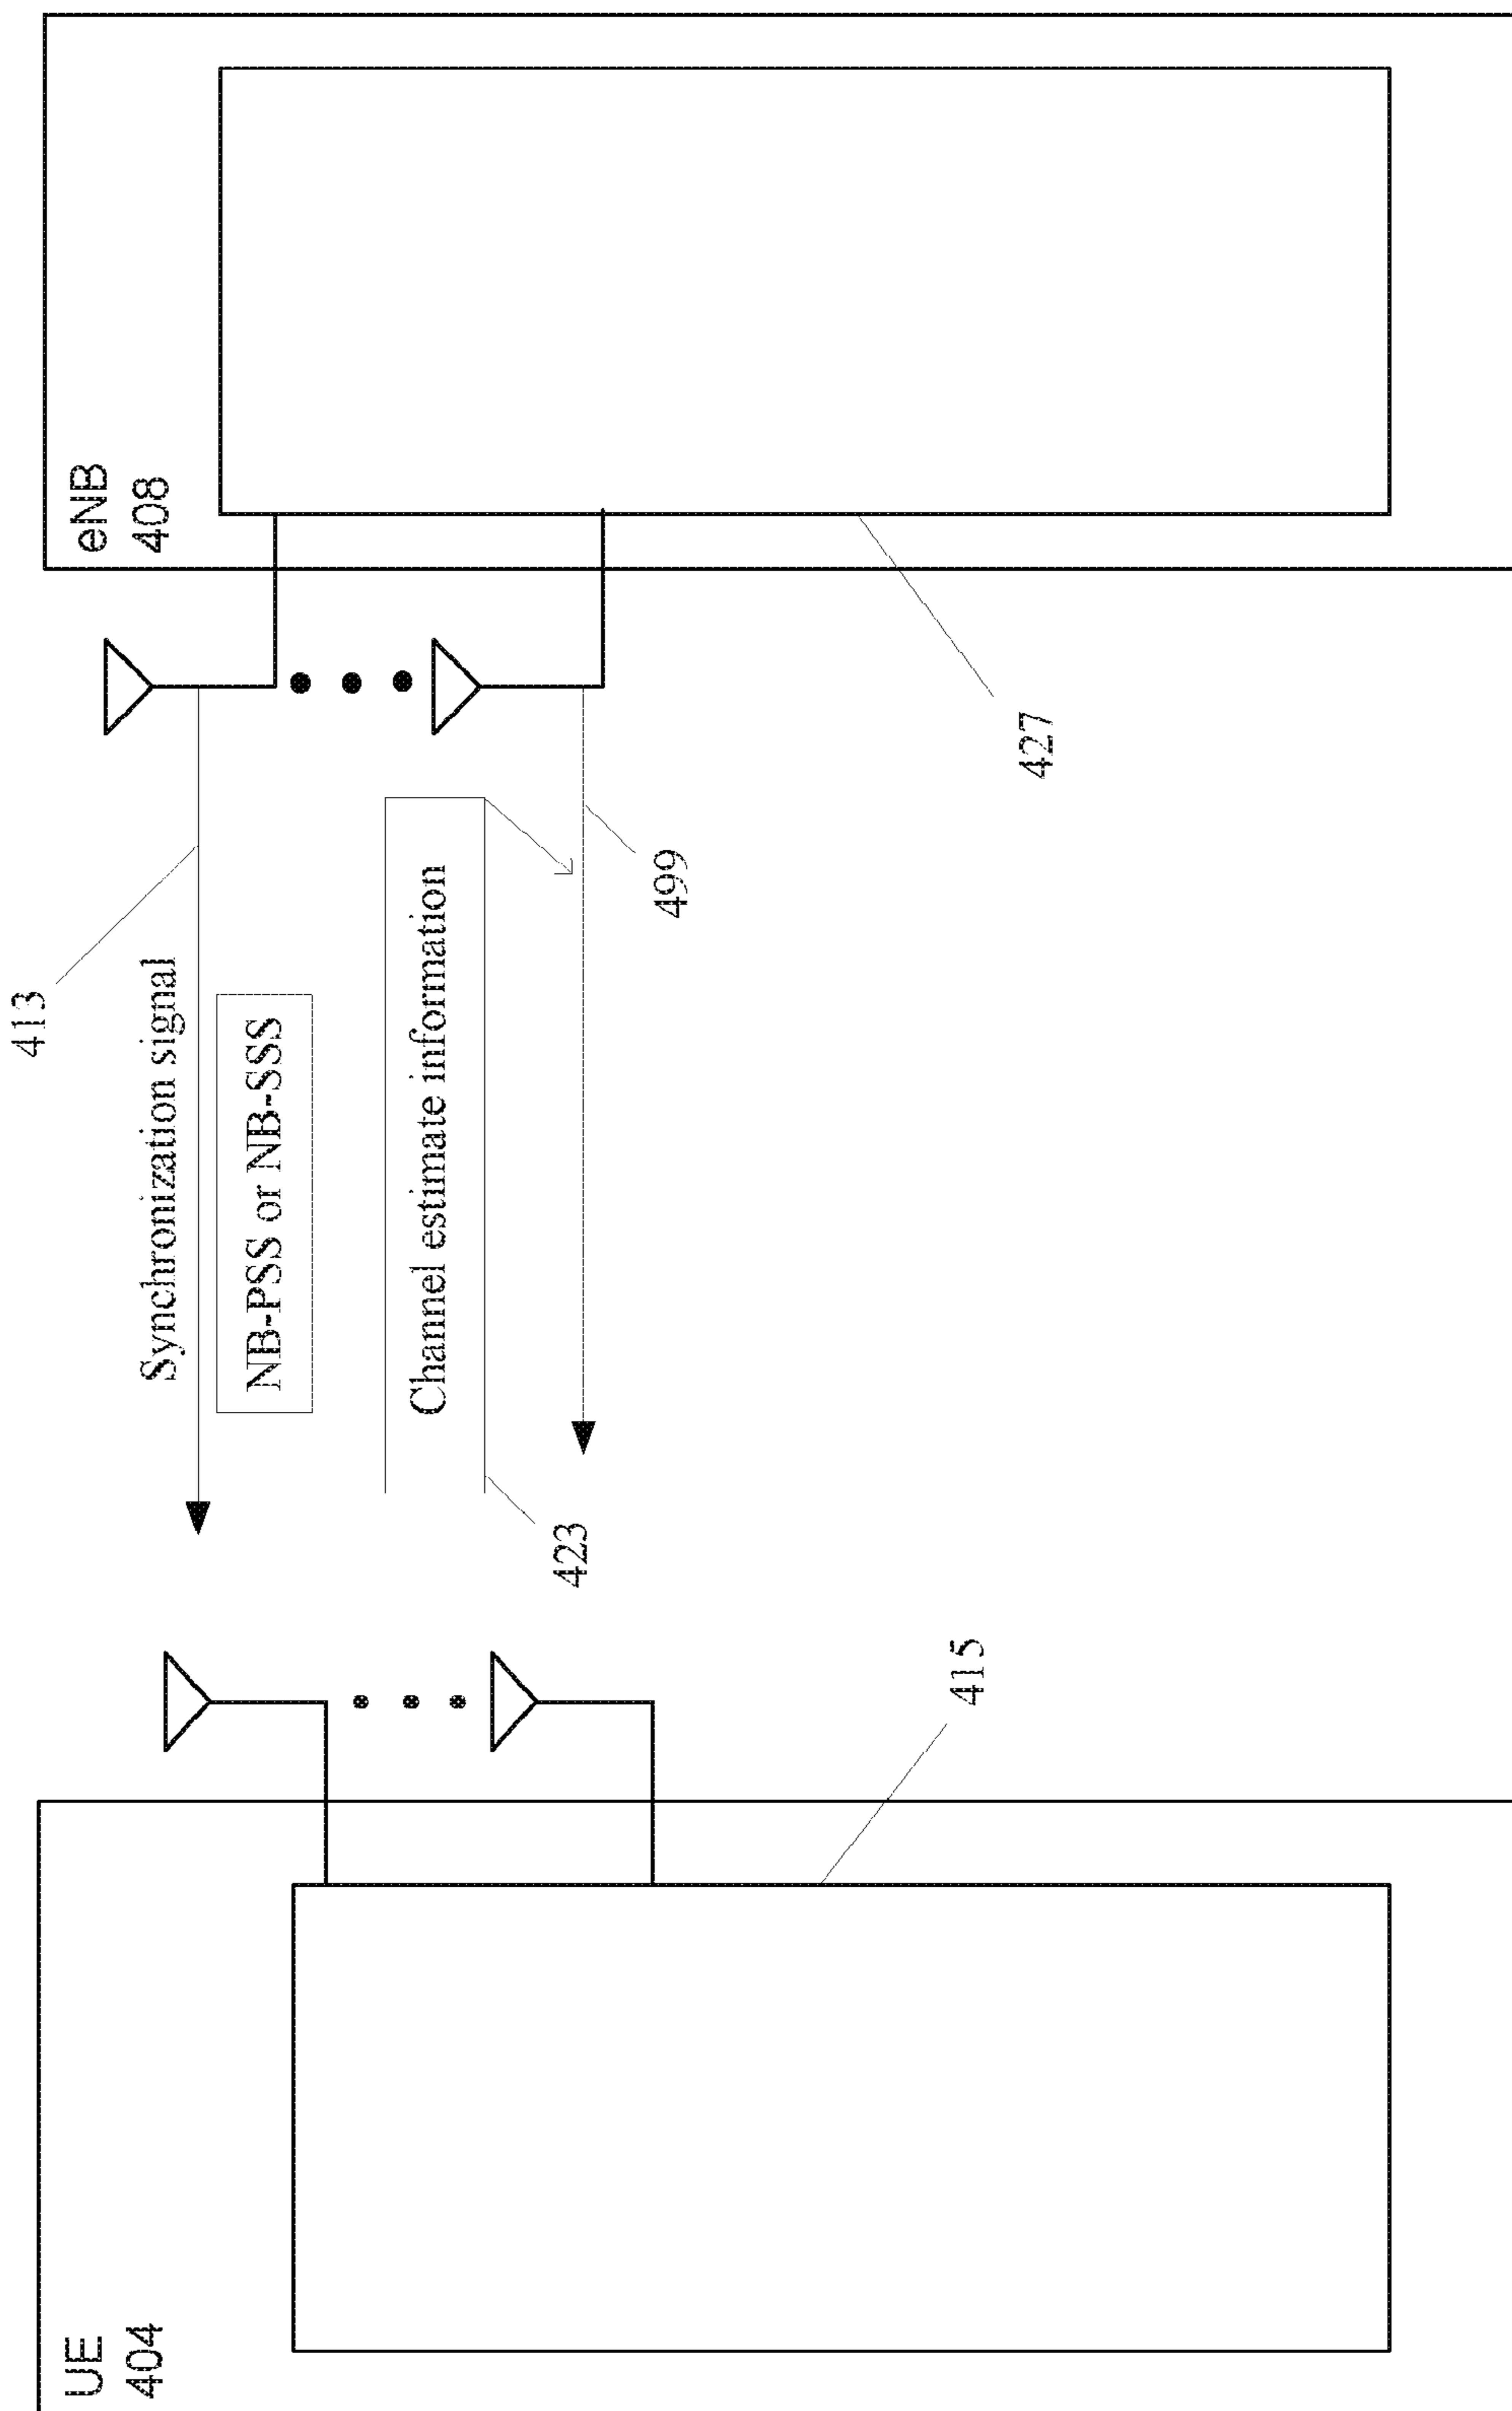 UE
404
eNB
408
413
Synchronization signal
NB-PSS or NB-SSS
Channel estimate information
423
499
415
427